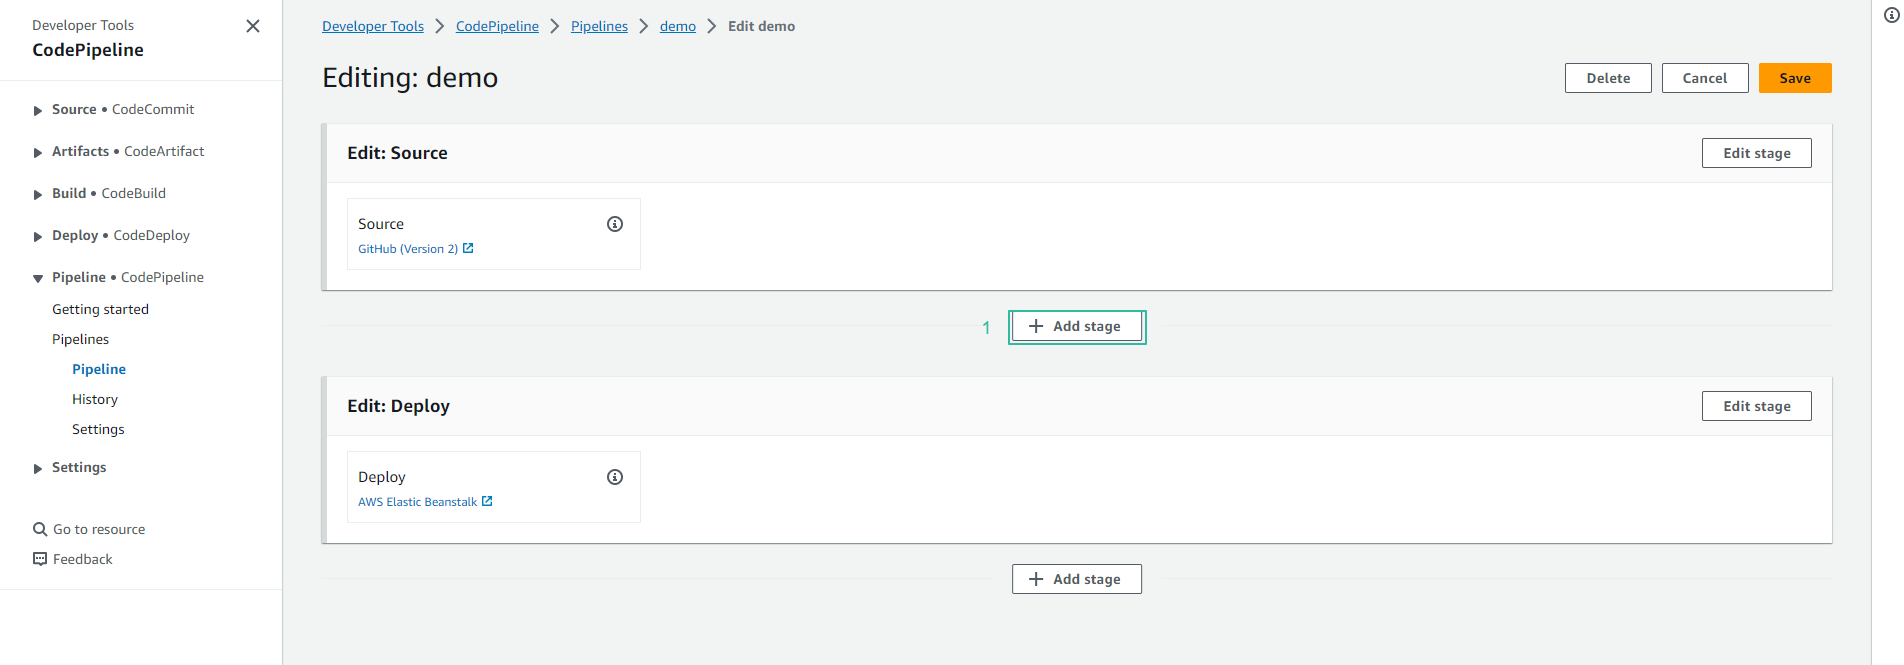 Developer Tools
CodePipeline
Source • CodeCommit
Artifacts • CodeArtifact
Build • CodeBuild
Deploy • CodeDeploy
Pipeline • CodePipeline
Getting started
Pipelines
Pipeline
History
Settings
Settings
Go to resource
Feedback
Developer Tools > CodePipeline > Pipelines > demo > Edit demo
Editing: demo
Delete
Cancel
Save
Edit: Source
Edit stage
Source
GitHub (Version 2)
1
+ Add stage
Edit: Deploy
Edit stage
Deploy
AWS Elastic Beanstalk
+ Add stage